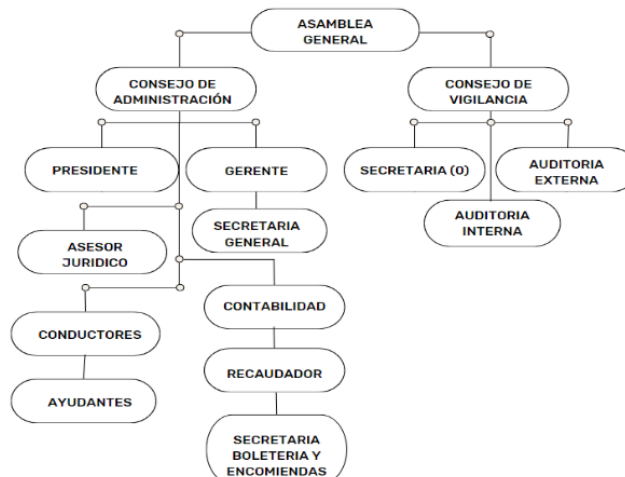 ASAMBLEA
GENERAL
CONSEJO DE
ADMINISTRACIÓN
CONSEJO DE
VIGILANCIA
PRESIDENTE
GERENTE
SECRETARIA (O)
AUDITORIA
EXTERNA
SECRETARIA
GENERAL
AUDITORIA
INTERNA
ASESOR
JURIDICO
CONTABILIDAD
CONDUCTORES
RECAUDADOR
AYUDANTES
SECRETARIA
BOLETERIA Y
ENCOMIENDAS